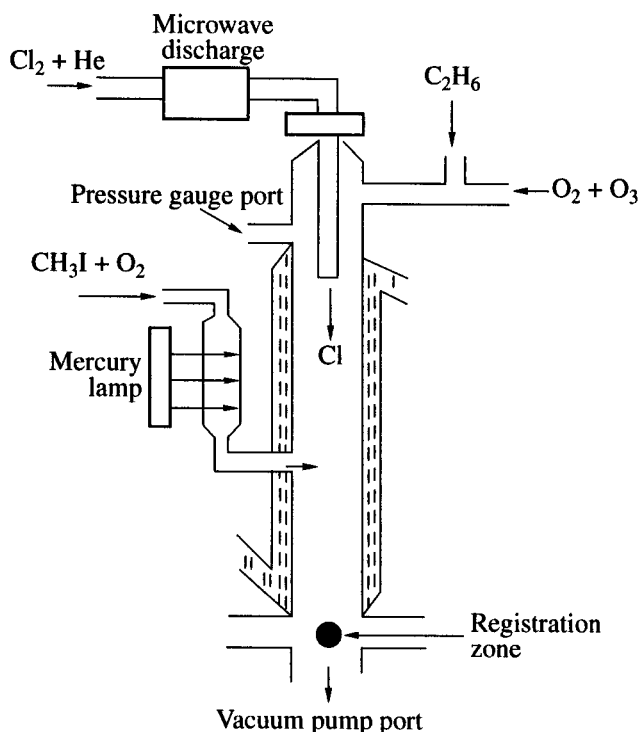 Microwave
discharge
Cl₂ + He
C₂H₆
Pressure gauge port
O₂ + O₃
CH₃I + O₂
Cl
Mercury
lamp
Registration
zone
Vacuum pump port